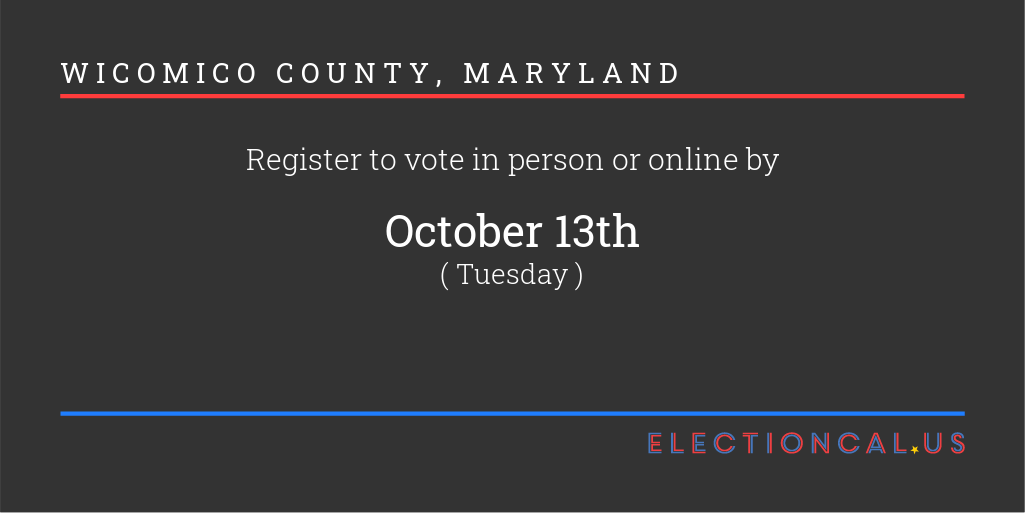 WICOMICO COUNTY, MARYLAND
Register to vote in person or online by
October 13th
( Tuesday )
ELECTIONCAL.US